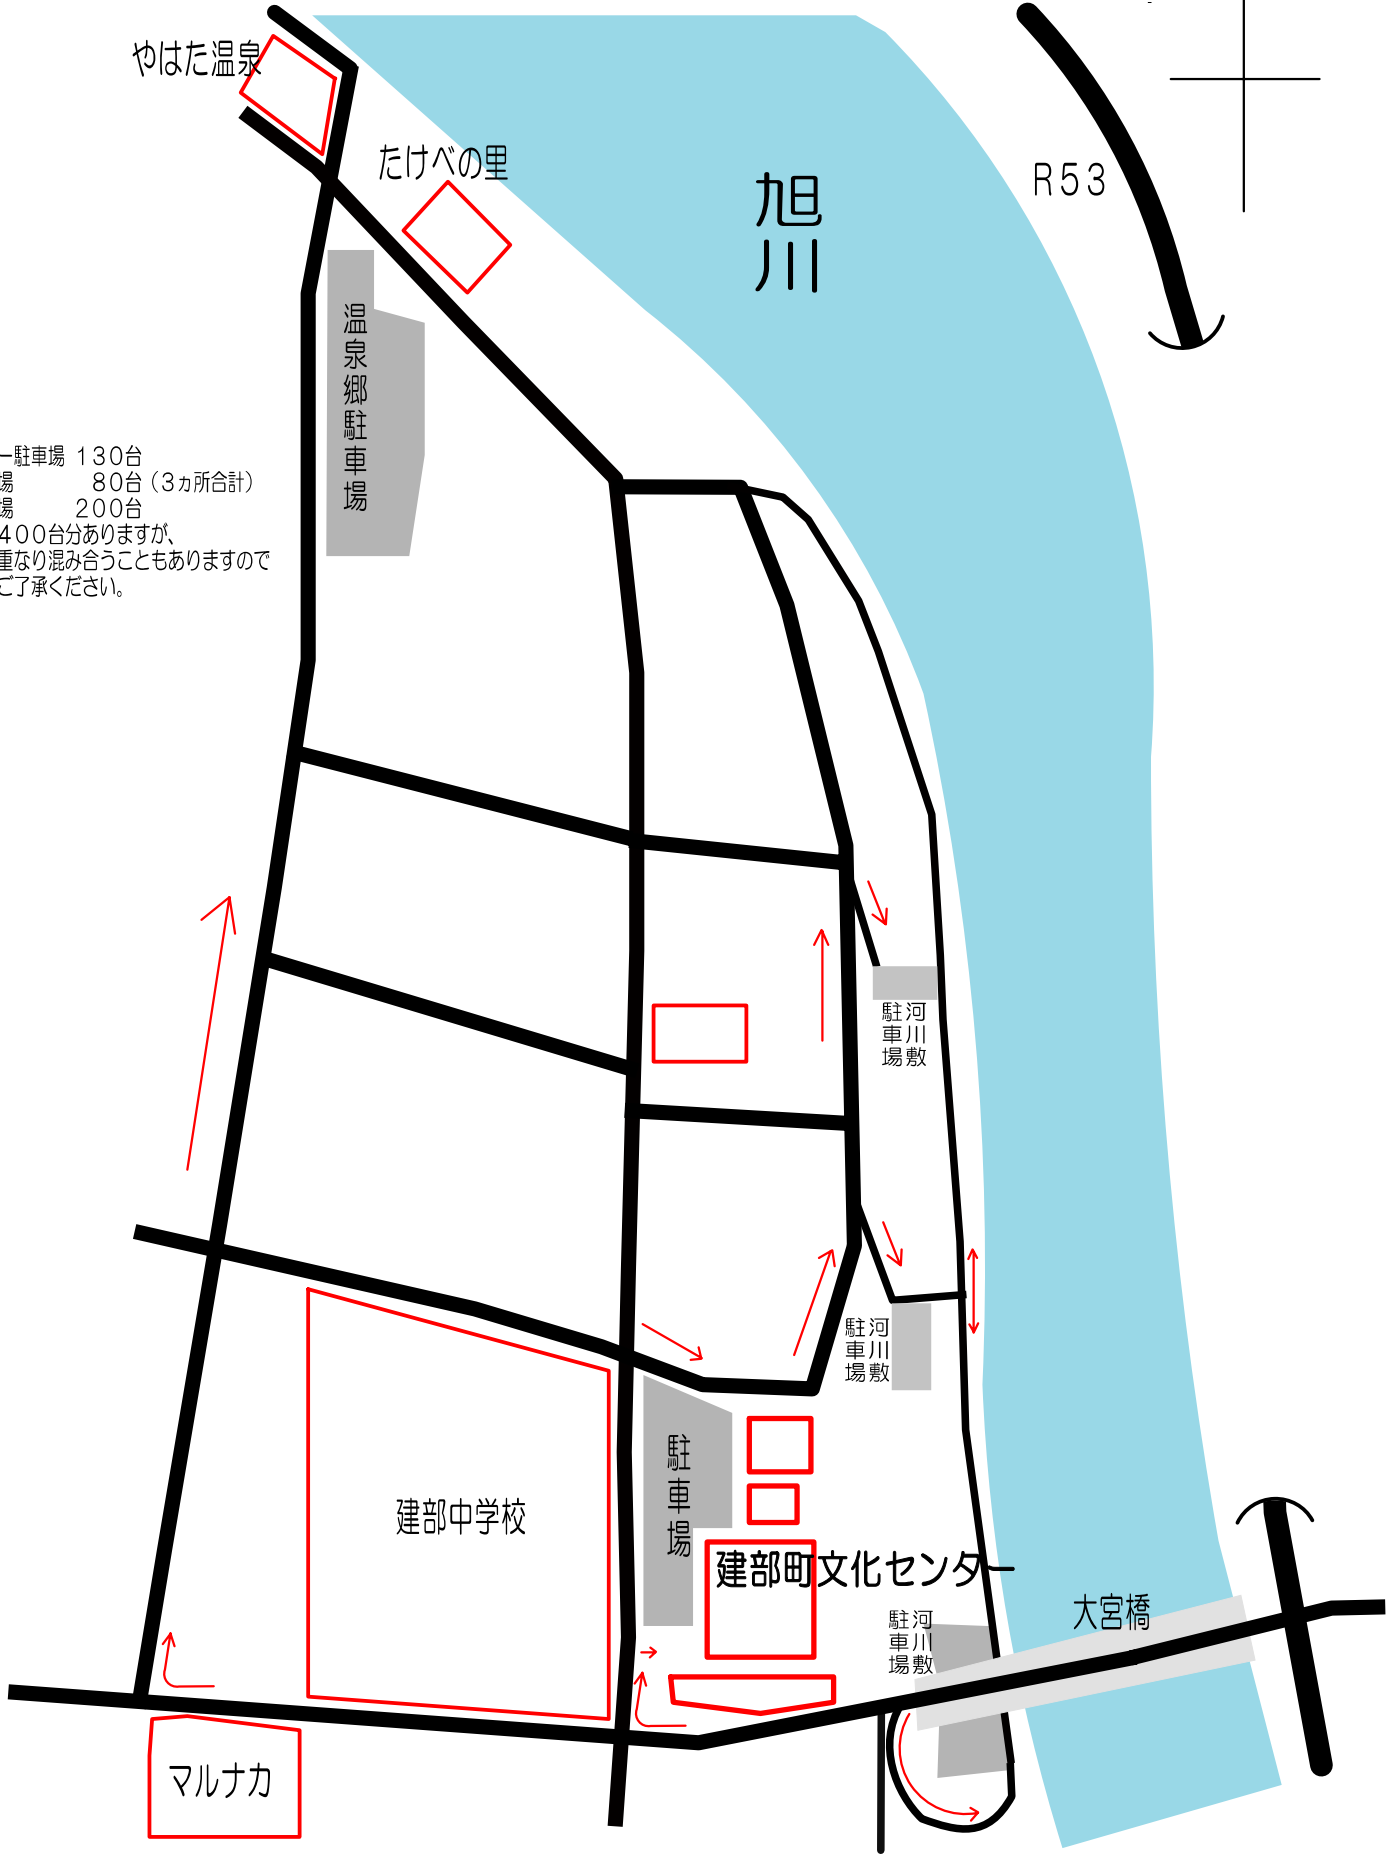 やはた温泉
たけべの里
旭川
R53
温泉郷駐車場
ー駐車場 130台
場 80台（3ヵ所合計）
場 200台
400台分ありますが、
重なり混み合うこともありますので
ご了承ください。
河川敷
駐車場
河川敷
駐車場
駐車場
建部中学校
建部町文化センター
大宮橋
河川敷
駐車場
マルナカ